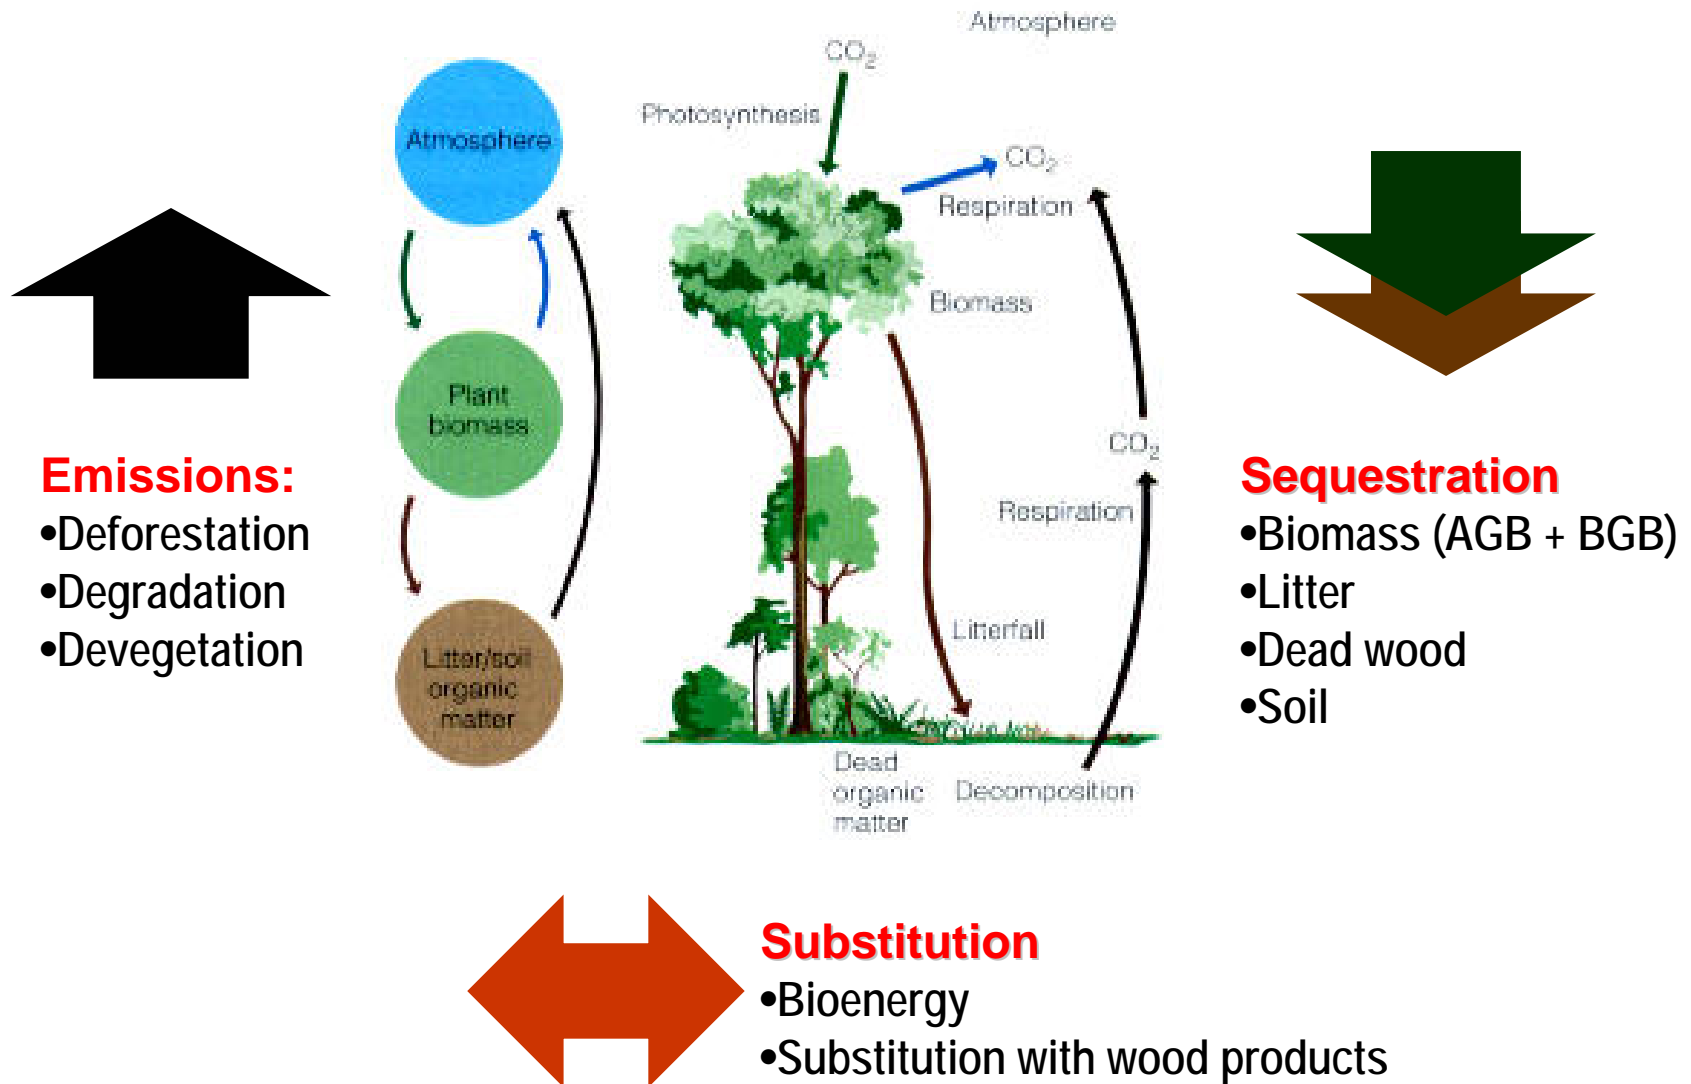 Atmosphere
CO₂
Photosynthesis
Atmosphere
CO₂
Respiration
Biomass
Plant
biomass
CO₂
Respiration
Litterfall
Litter/soil
organic
matter
Dead
organic
matter
Decomposition
Emissions:
•Deforestation
•Degradation
•Devegetation
Sequestration
•Biomass (AGB + BGB)
•Litter
•Dead wood
•Soil
Substitution
•Bioenergy
•Substitution with wood products